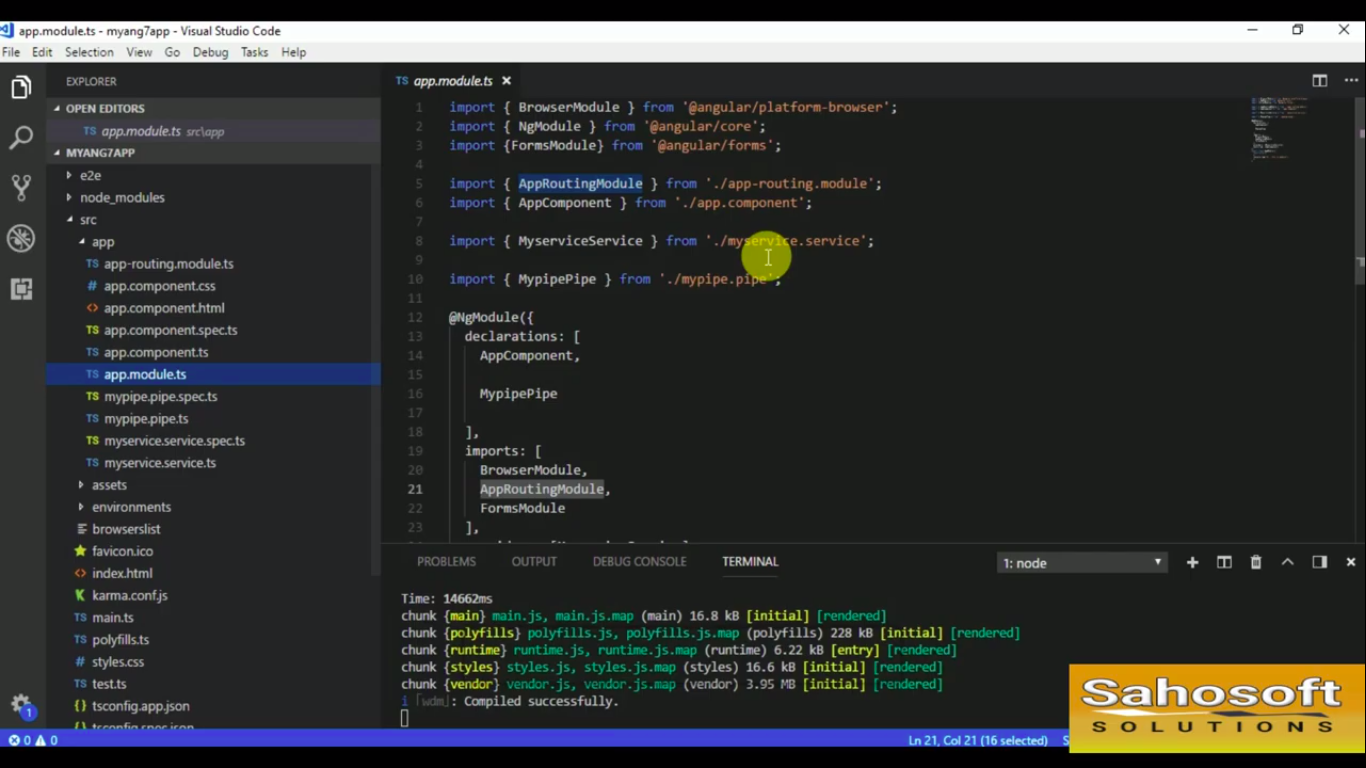 app.module.ts - myang7app - Visual Studio Code
File Edit Selection View Go Debug Tasks Help
EXPLORER
OPEN EDITORS
TS app.module.ts src\app
MYANG7APP
e2e
node_modules
src
app
TS app-routing.module.ts
# app.component.css
<> app.component.html
TS app.component.spec.ts
TS app.component.ts
TS app.module.ts
TS mypipe.pipe.spec.ts
TS mypipe.pipe.ts
TS myservice.service.spec.ts
TS myservice.service.ts
assets
environments
browserslist
favicon.ico
<> index.html
karma.conf.js
TS main.ts
TS polyfills.ts
# styles.css
TS test.ts
{} tsconfig.app.json
{} tsconfig.spec.json
1
TS app.module.ts ×
1 import { BrowserModule } from '@angular/platform-browser';
2 import { NgModule } from '@angular/core';
3 import {FormsModule} from '@angular/forms';
4
5 import { AppRoutingModule } from './app-routing.module';
6 import { AppComponent } from './app.component';
7
8 import { MyserviceService } from './myservice.service';
9
10 import { MypipePipe } from './mypipe.pipe';
11
12 @NgModule({
13 declarations: [
14 AppComponent,
15
16 MypipePipe
17
18 ],
19 imports: [
20 BrowserModule,
21 AppRoutingModule,
22 FormsModule
23 ],
PROBLEMS OUTPUT DEBUG CONSOLE TERMINAL 1: node
Time: 14662ms
chunk {main} main.js, main.js.map (main) 16.8 kB [initial] [rendered]
chunk {polyfills} polyfills.js, polyfills.js.map (polyfills) 228 kB [initial] [rendered]
chunk {runtime} runtime.js, runtime.js.map (runtime) 6.22 kB [entry] [rendered]
chunk {styles} styles.js, styles.js.map (styles) 16.6 kB [initial] [rendered]
chunk {vendor} vendor.js, vendor.js.map (vendor) 3.95 MB [initial] [rendered]
i ｢wdm｣: Compiled successfully.
0 0 Ln 21, Col 21 (16 selected)
Sahosoft
SOLUTIONS